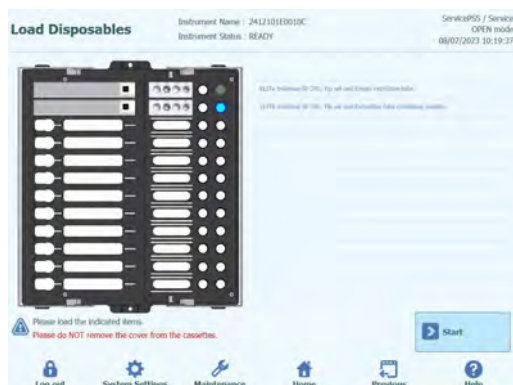 Load Disposables
Instrument Name : 2412101E0010C
Instrument Status : READY
ServicePSS / Service
OPEN mode
08/07/2023 10:19:37
Please load the indicated items.
Please do NOT remove the cover from the cassettes.
Start
Log out
System Settings
Maintenance
Home
Previous
Help